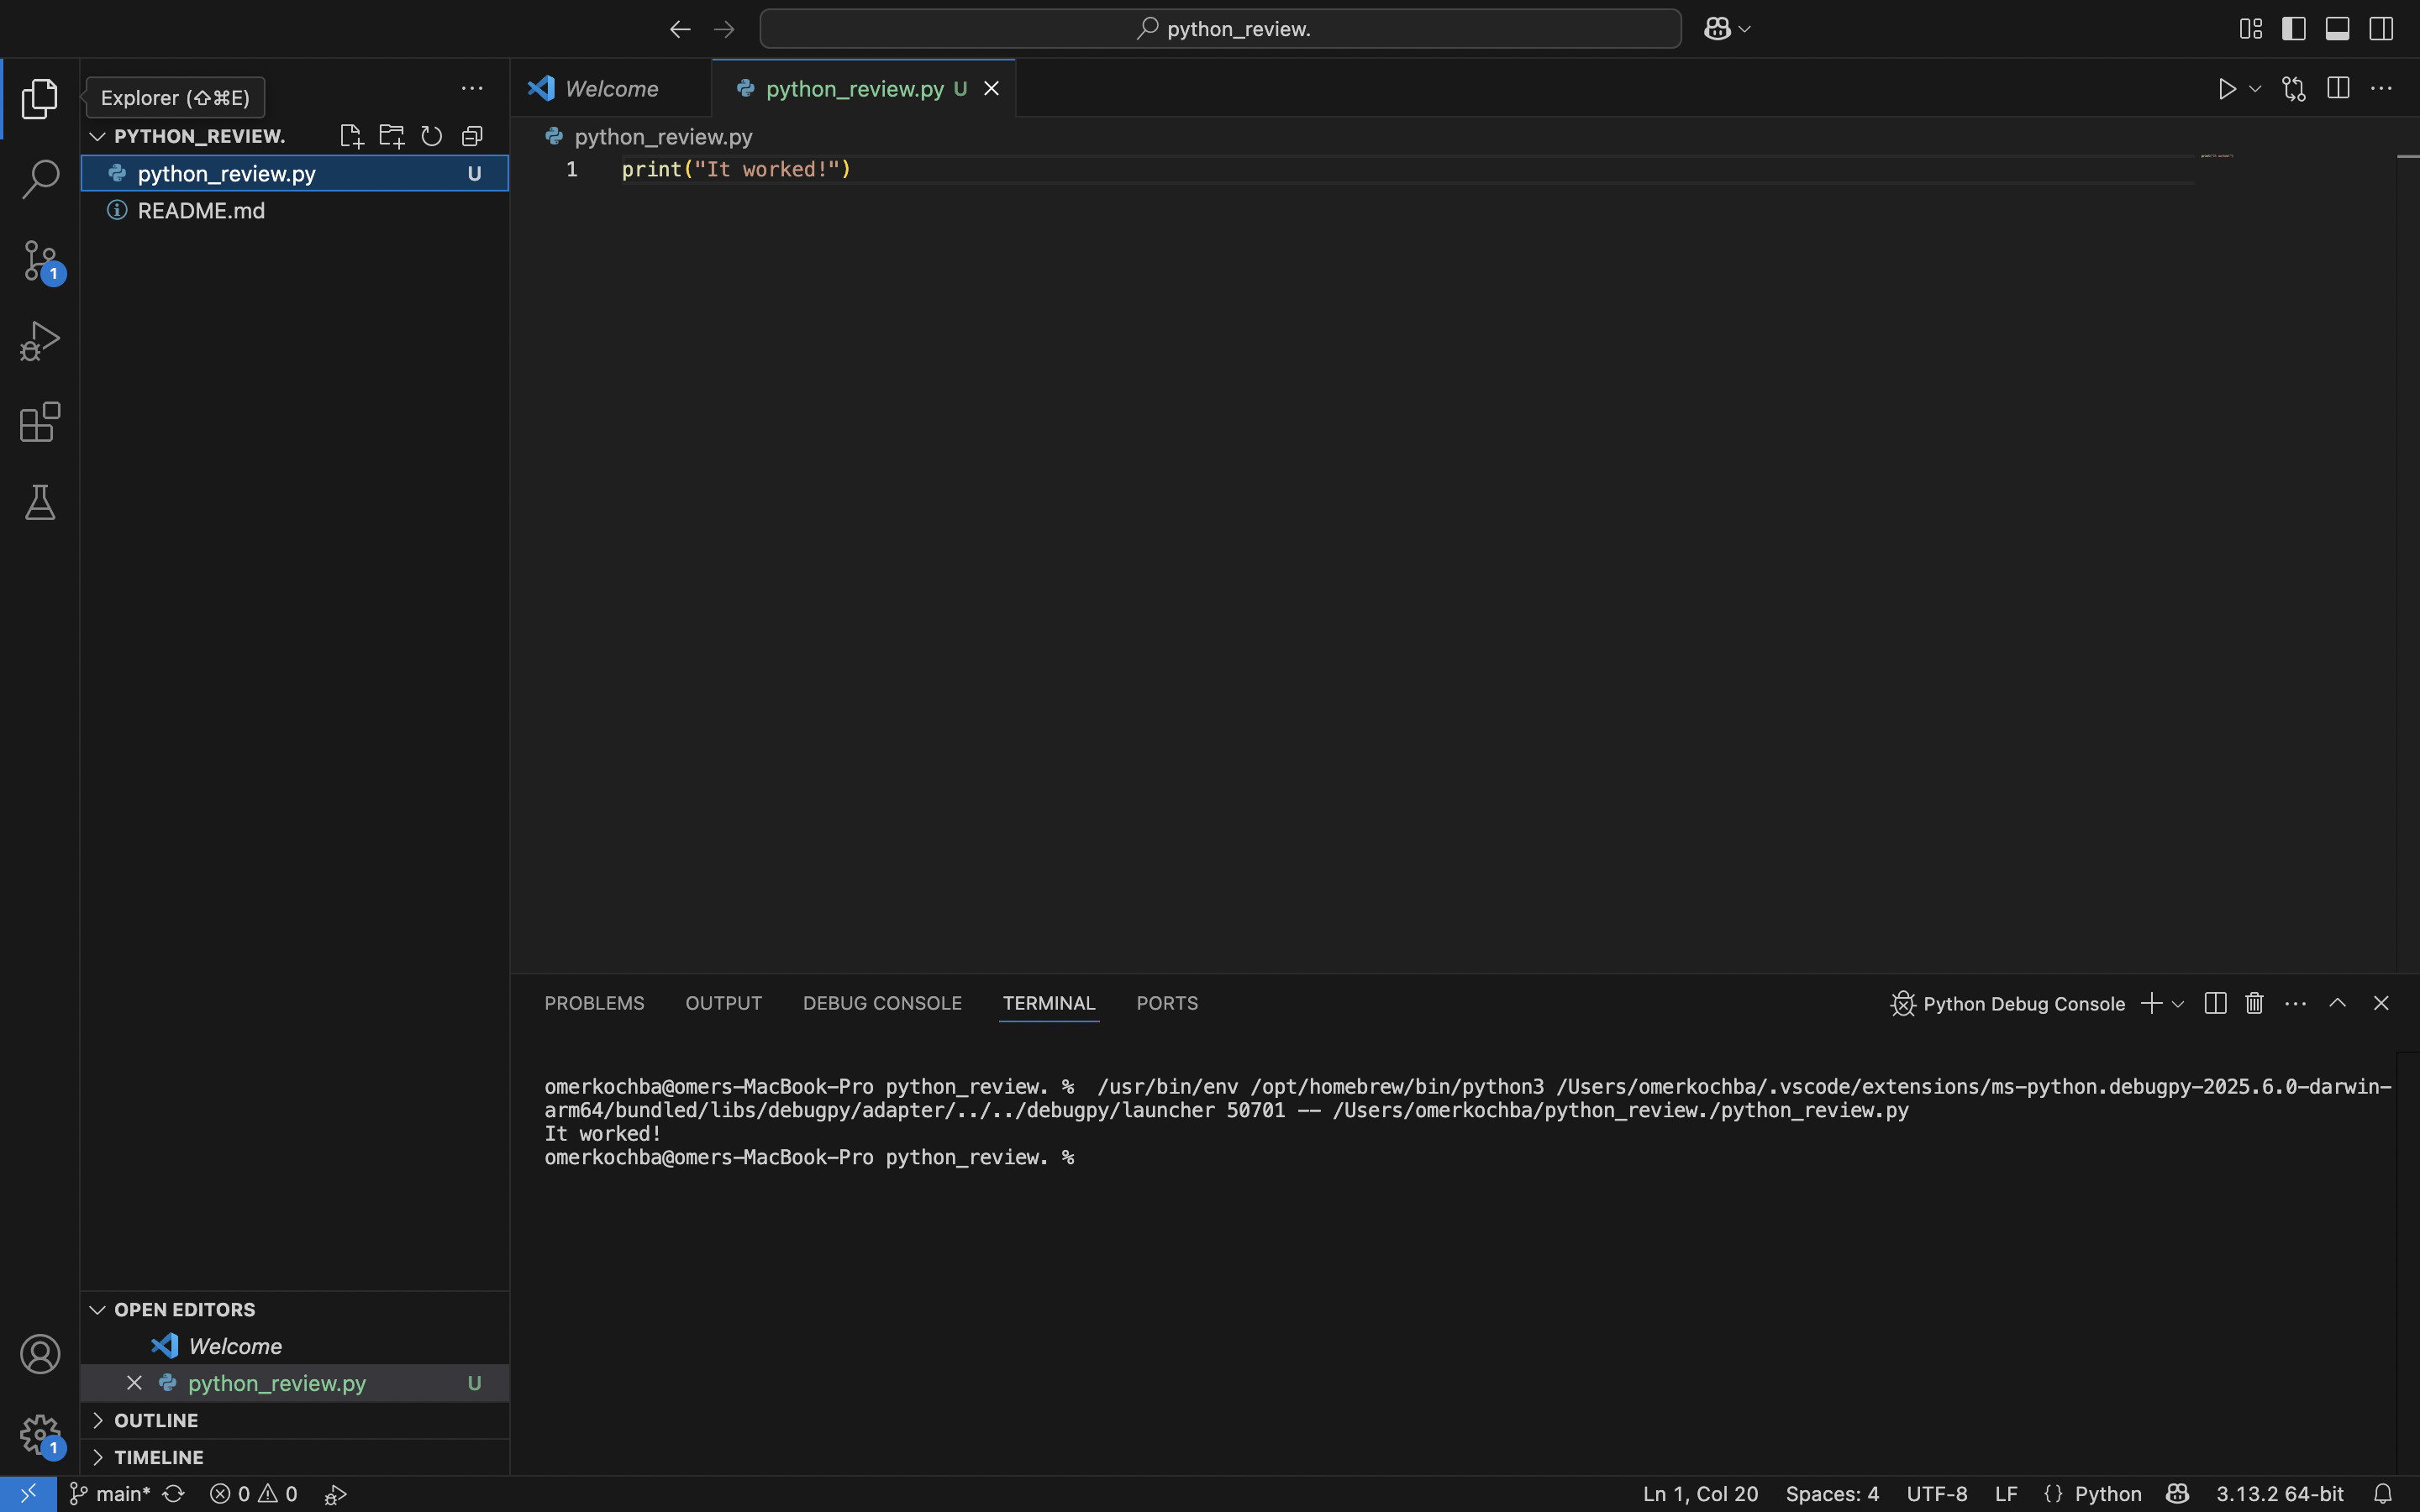 python_review.
Explorer (⇧⌘E)
PYTHON_REVIEW.
python_review.py U
README.md
1
Welcome
python_review.py U
python_review.py
1 print("It worked!")
PROBLEMS OUTPUT DEBUG CONSOLE TERMINAL PORTS
Python Debug Console
omerkochba@omers-MacBook-Pro python_review. %  /usr/bin/env /opt/homebrew/bin/python3 /Users/omerkochba/.vscode/extensions/ms-python.debugpy-2025.6.0-darwin-
arm64/bundled/libs/debugpy/adapter/../../debugpy/launcher 50701 -- /Users/omerkochba/python_review./python_review.py
It worked!
omerkochba@omers-MacBook-Pro python_review. %
OPEN EDITORS
Welcome
python_review.py U
OUTLINE
TIMELINE
1
main* 0 0
Ln 1, Col 20 Spaces: 4 UTF-8 LF {} Python 3.13.2 64-bit